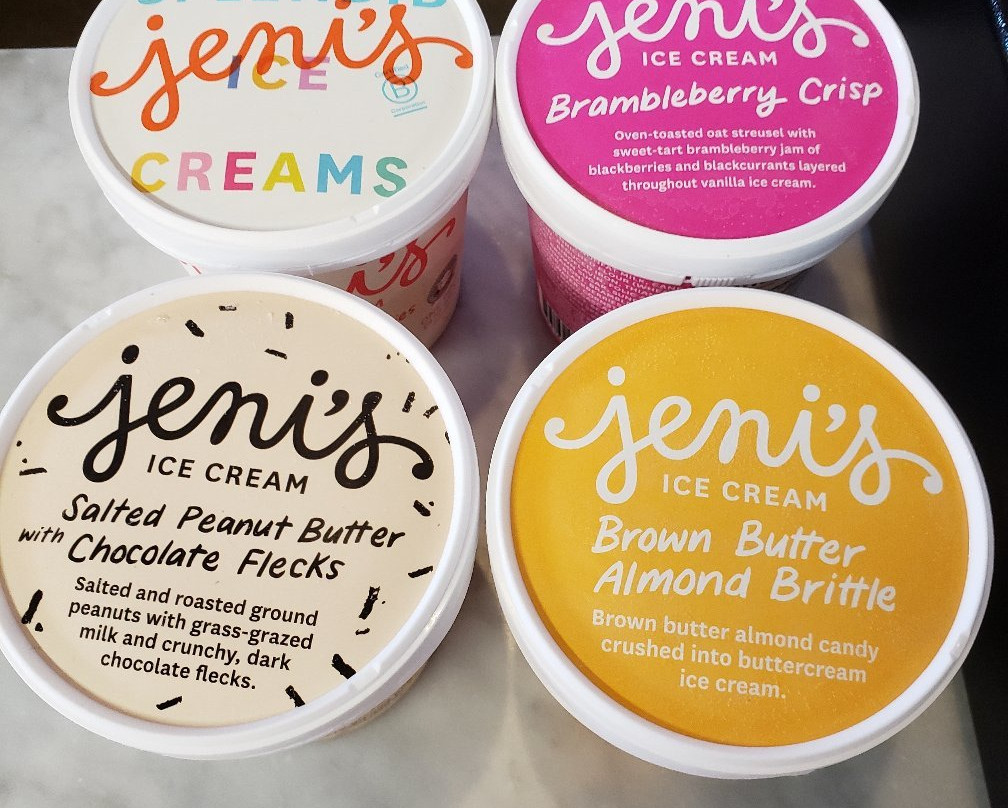 SPLENDID
jeni's
ICE
Certified
B
Corporation
CREAMS
jeni's
ICE CREAM
Brambleberry Crisp
Oven-toasted oat streusel with
sweet-tart brambleberry jam of
blackberries and blackcurrants layered
throughout vanilla ice cream.
jeni's
ICE CREAM
Salted Peanut Butter
with Chocolate Flecks
Salted and roasted ground
peanuts with grass-grazed
milk and crunchy, dark
chocolate flecks.
jeni's
ICE CREAM
Brown Butter
Almond Brittle
Brown butter almond candy
crushed into buttercream
ice cream.